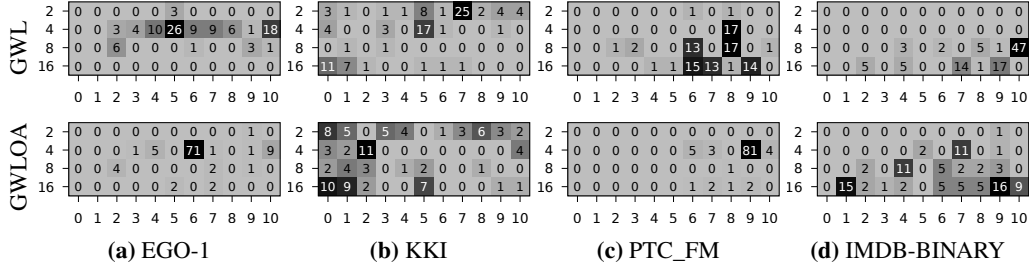 GWL
2 0 0 0 0 0 3 0 0 0 0 0
4 0 0 3 4 10 26 9 9 6 1 18
8 0 0 6 0 0 0 1 0 0 3 1
16 0 0 0 0 0 0 0 0 0 0 0
0 1 2 3 4 5 6 7 8 9 10
2 3 1 0 1 1 8 1 25 2 4 4
4 4 0 0 3 0 17 1 0 0 1 0
8 0 1 0 1 0 0 0 0 0 0 0
16 11 7 1 0 0 1 1 1 0 0 0
0 1 2 3 4 5 6 7 8 9 10
2 0 0 0 0 0 0 1 0 1 0 0
4 0 0 0 0 0 0 0 0 17 0 0
8 0 0 1 2 0 0 13 0 17 0 1
16 0 0 0 0 0 0 15 13 1 14 0
0 1 2 3 4 5 6 7 8 9 10
2 0 0 0 0 0 0 0 0 0 0 0
4 0 0 0 0 0 0 0 0 0 0 0
8 0 0 0 0 3 0 2 0 5 1 47
16 0 0 5 0 5 0 0 14 1 17 0
0 1 2 3 4 5 6 7 8 9 10
GWLOA
2 0 0 0 0 0 0 0 0 0 1 0
4 0 0 0 1 5 0 71 0 0 1 9
8 0 0 4 0 0 0 0 2 0 1 0
16 0 0 0 0 0 2 0 2 0 0 0
0 1 2 3 4 5 6 7 8 9 10
2 8 5 0 5 4 0 1 3 6 3 2
4 3 2 11 0 0 0 0 0 0 0 4
8 2 4 3 0 1 2 0 0 1 0 0
16 10 9 2 0 0 7 0 0 0 1 1
0 1 2 3 4 5 6 7 8 9 10
2 0 0 0 0 0 0 0 0 0 0 0
4 0 0 0 0 0 0 5 3 0 81 4
8 0 0 0 0 0 0 0 0 0 1 0
16 0 0 0 0 0 0 1 2 1 2 0
0 1 2 3 4 5 6 7 8 9 10
2 0 0 0 0 0 0 0 0 0 1 0
4 0 0 0 0 0 2 0 11 0 0 0
8 0 0 2 0 11 0 5 2 2 3 0
16 0 15 2 1 2 0 5 5 5 16 9
0 1 2 3 4 5 6 7 8 9 10
(a) EGO-1
(b) KKI
(c) PTC_FM
(d) IMDB-BINARY